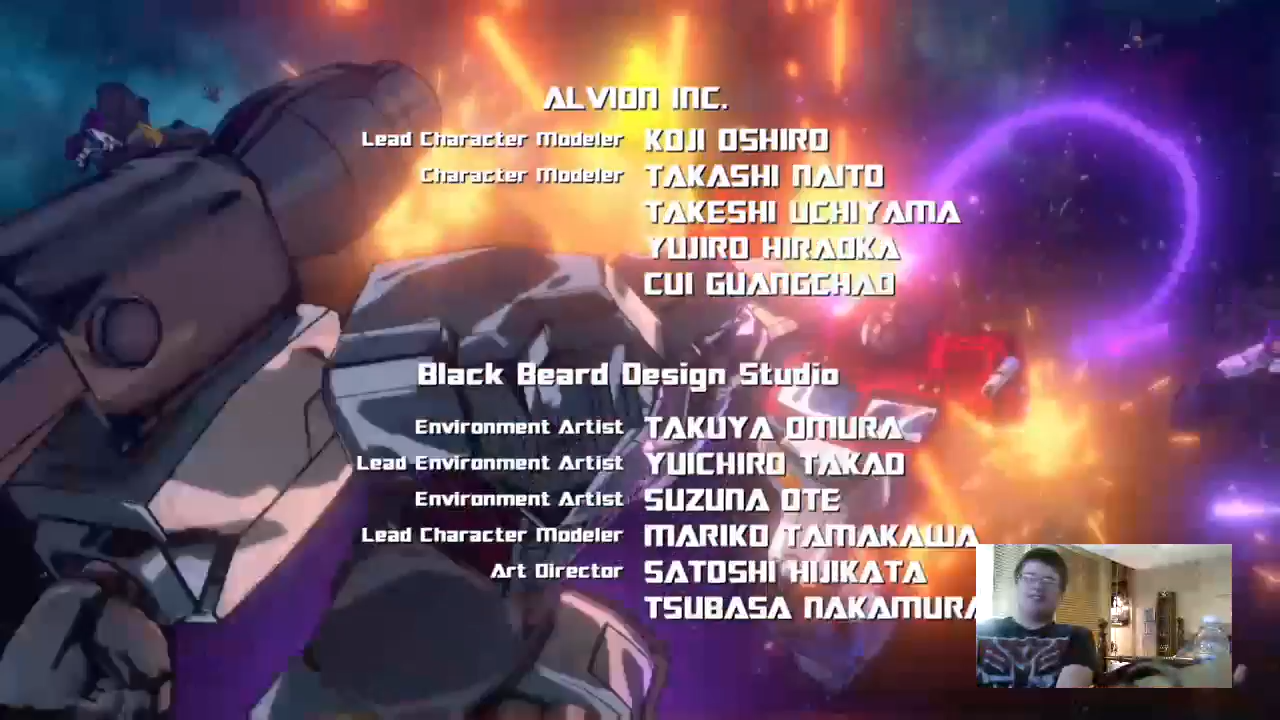 ALVION INC.
Lead Character Modeler KOJI OSHIRO
Character Modeler TAKASHI NAITO
TAKESHI UCHIYAMA
YUJIRO HIRAOKA
CUI GUANGCHAO
Black Beard Design Studio
Environment Artist TAKUYA OMURA
Lead Environment Artist YUICHIRO TAKAO
Environment Artist SUZUNA OTE
Lead Character Modeler MARIKO TAMAKAWA
Art Director SATOSHI HIJIKATA
TSUBASA NAKAMURA